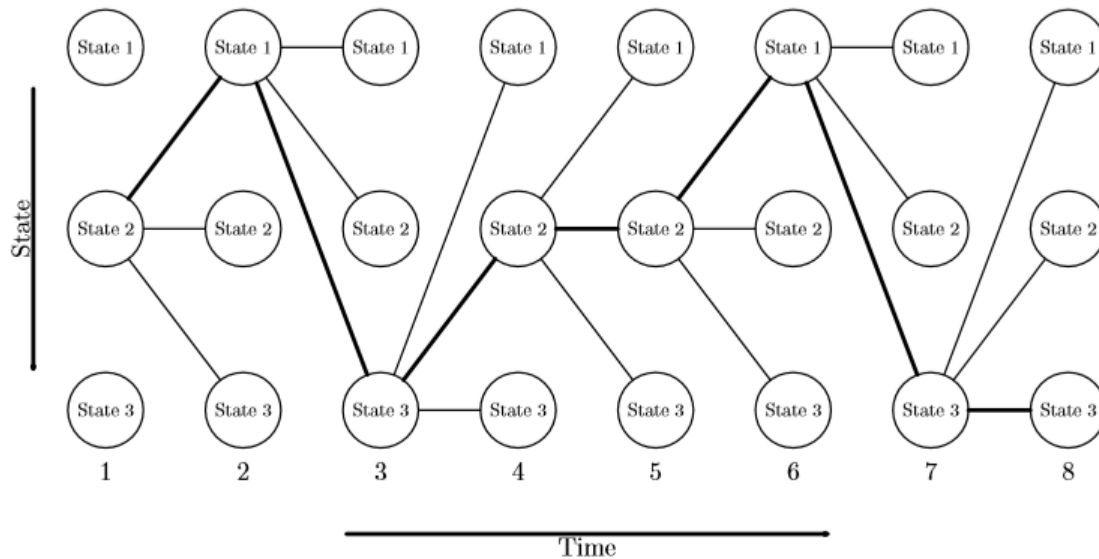 State 1 State 1 State 1 State 1 State 1 State 1 State 1 State 1
State
State 2 State 2 State 2 State 2 State 2 State 2 State 2 State 2
State 3 State 3 State 3 State 3 State 3 State 3 State 3 State 3
1 2 3 4 5 6 7 8
Time